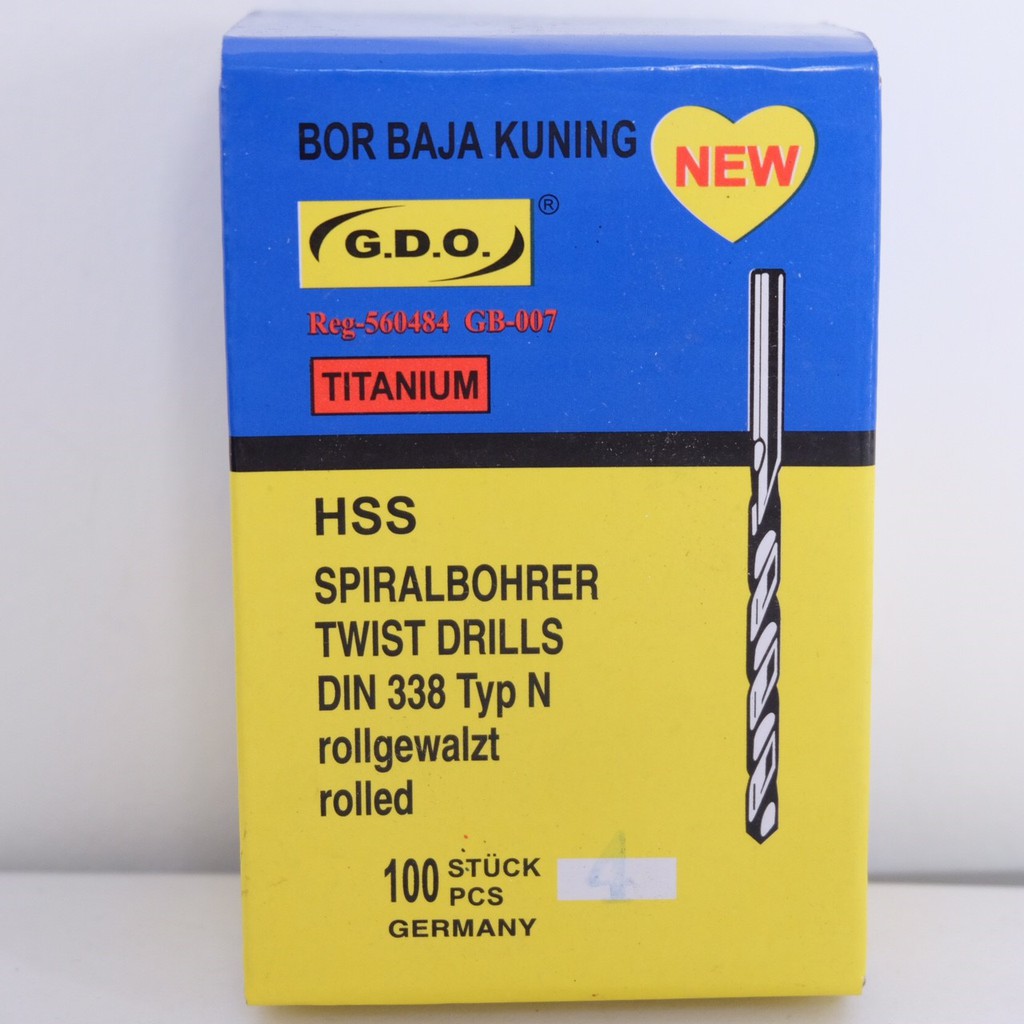 BOR BAJA KUNING
NEW
G.D.O. ®
Reg-560484 GB-007
TITANIUM
HSS
SPIRALBOHRER
TWIST DRILLS
DIN 338 Typ N
rollgewalzt
rolled
100 STÜCK
PCS
4
GERMANY